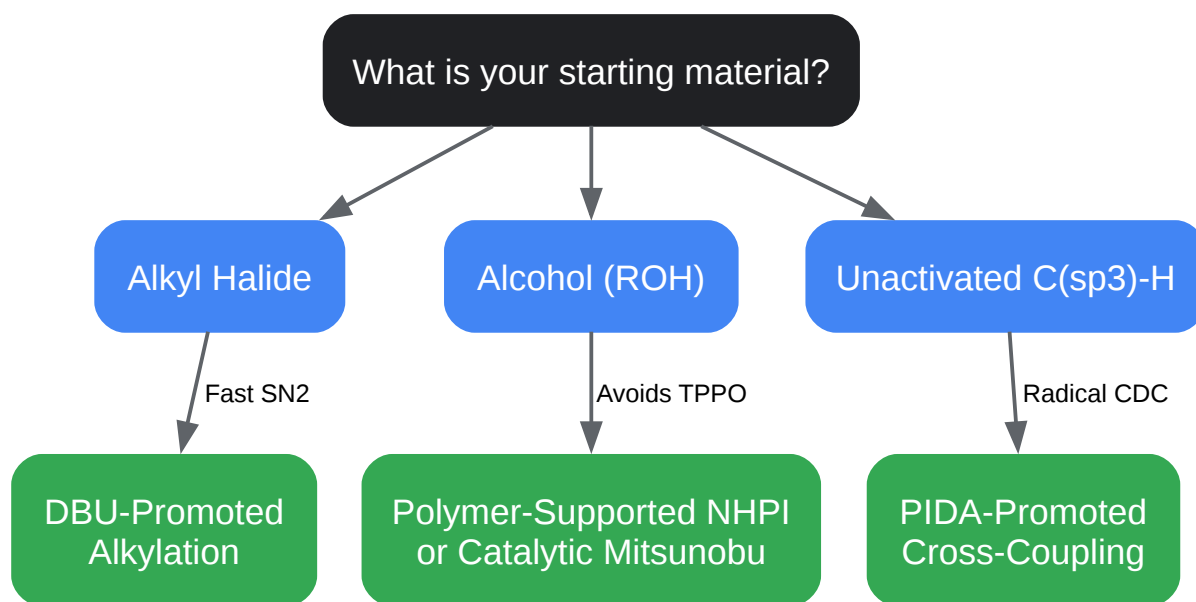 What is your starting material?
Alkyl Halide
Alcohol (ROH)
Unactivated C(sp3)-H
Fast SN2
Avoids TPPO
Radical CDC
DBU-Promoted
Alkylation
Polymer-Supported NHPI
or Catalytic Mitsunobu
PIDA-Promoted
Cross-Coupling